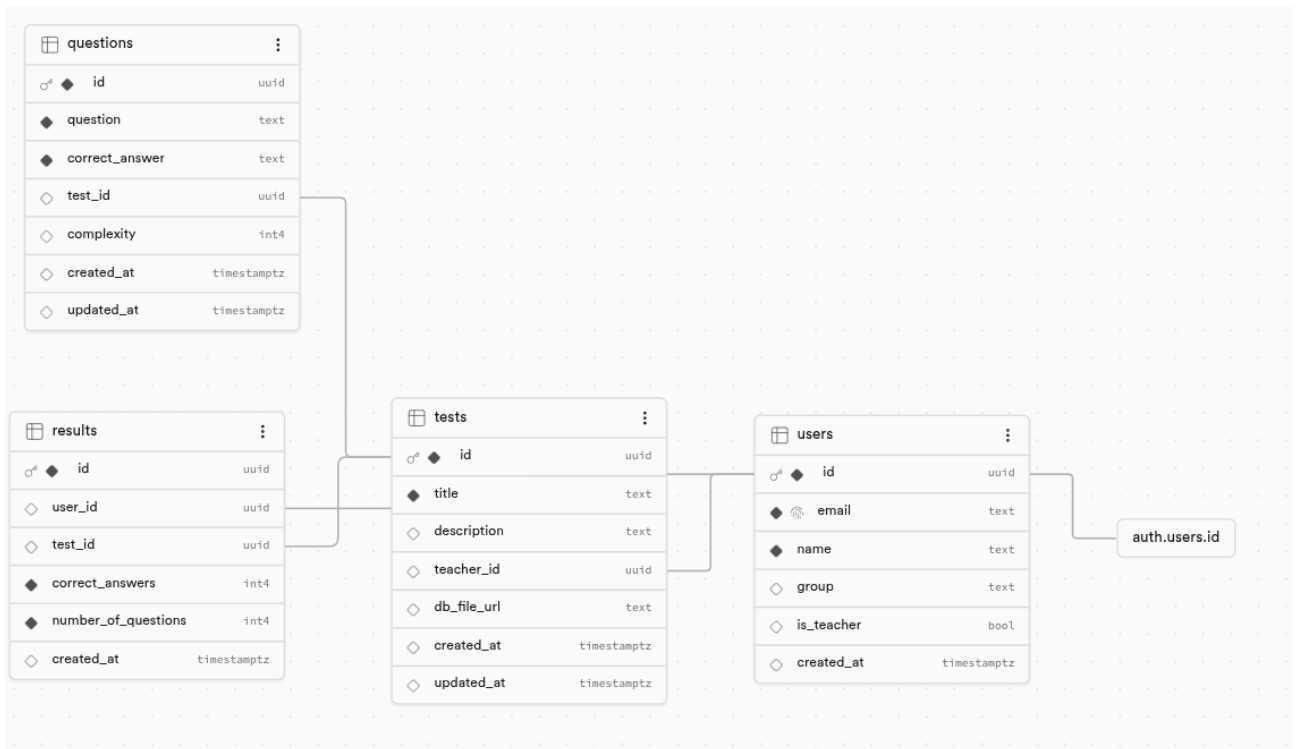 questions
id uuid
question text
correct_answer text
test_id uuid
complexity int4
created_at timestamptz
updated_at timestamptz
results
id uuid
user_id uuid
test_id uuid
correct_answers int4
number_of_questions int4
created_at timestamptz
tests
id uuid
title text
description text
teacher_id uuid
db_file_url text
created_at timestamptz
updated_at timestamptz
users
id uuid
email text
name text
group text
is_teacher bool
created_at timestamptz
auth.users.id